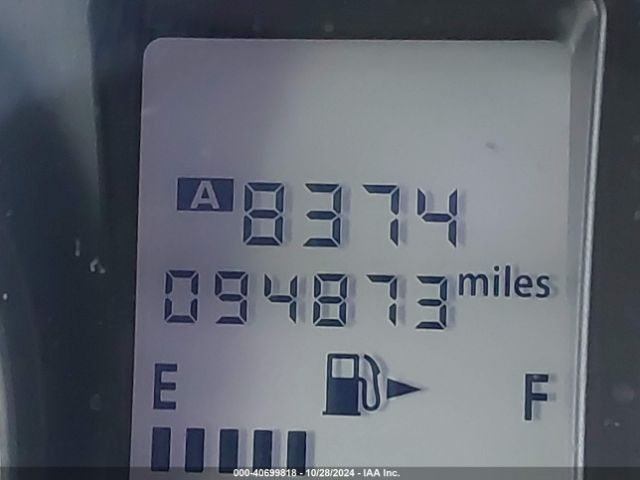 A 8374
094873 miles
E F
000-40699818 - 10/28/2024 - IAA Inc.